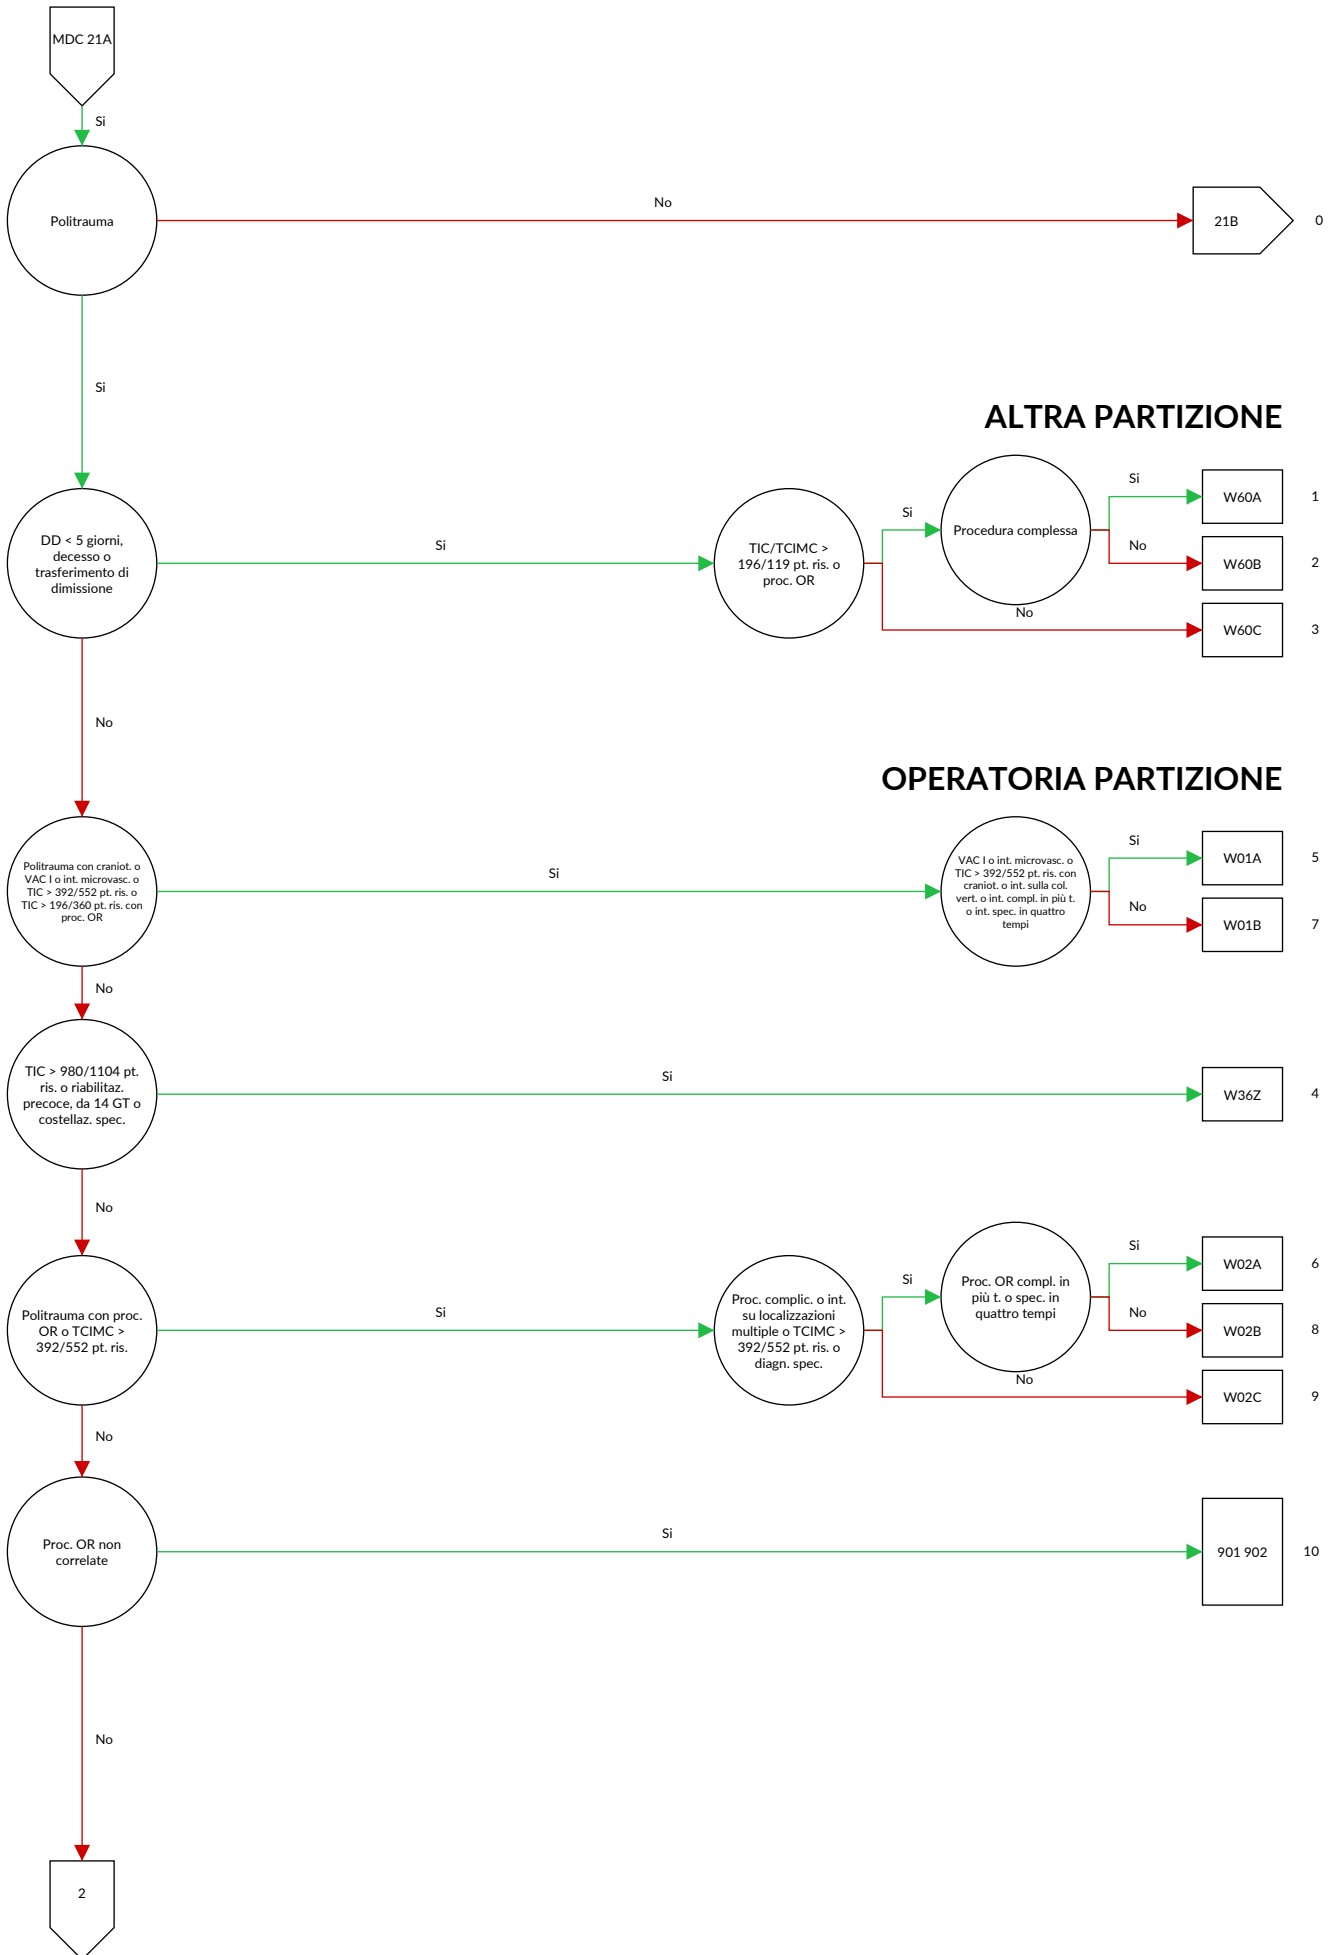 MDC 21A
Si
Politrauma
No
21B
0
Si
ALTRA PARTIZIONE
DD < 5 giorni,
decesso o
trasferimento di
dimissione
Si
TIC/TCIMC >
196/119 pt. ris. o
proc. OR
Si
Procedura complessa
Si
W60A
1
No
W60B
2
No
W60C
3
No
OPERATORIA PARTIZIONE
Politrauma con craniot. o
VAC I o int. microvasc. o
TIC > 392/552 pt. ris. o
TIC > 196/360 pt. ris. con
proc. OR
Si
VAC I o int. microvasc. o
TIC > 392/552 pt. ris. con
craniot. o int. sulla col.
vert. o int. compl. in più t.
o int. spec. in quattro
tempi
Si
W01A
5
No
W01B
7
No
TIC > 980/1104 pt.
ris. o riabilitaz.
precoce, da 14 GT o
costellaz. spec.
Si
W36Z
4
No
Politrauma con proc.
OR o TCIMC >
392/552 pt. ris.
Si
Proc. complic. o int.
su localizzazioni
multiple o TCIMC >
392/552 pt. ris. o
diagn. spec.
Si
Proc. OR compl. in
più t. o spec. in
quattro tempi
Si
W02A
6
No
W02B
8
No
W02C
9
No
Proc. OR non
correlate
Si
901 902
10
No
2